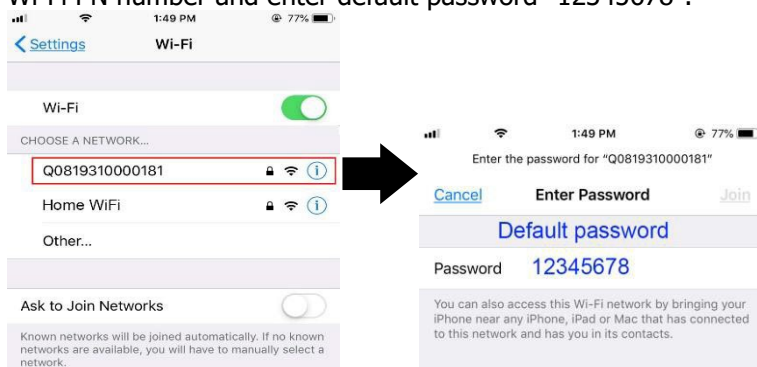 Wi-Fi PN number and enter default password "12345678".
1:49 PM
77%
Settings
Wi-Fi
Wi-Fi
CHOOSE A NETWORK...
Q0819310000181
Home WiFi
Other...
Ask to Join Networks
Known networks will be joined automatically. If no known
networks are available, you will have to manually select a
network.
1:49 PM
77%
Enter the password for "Q0819310000181"
Cancel
Enter Password
Join
Default password
Password 12345678
You can also access this Wi-Fi network by bringing your
iPhone near any iPhone, iPad or Mac that has connected
to this network and has you in its contacts.